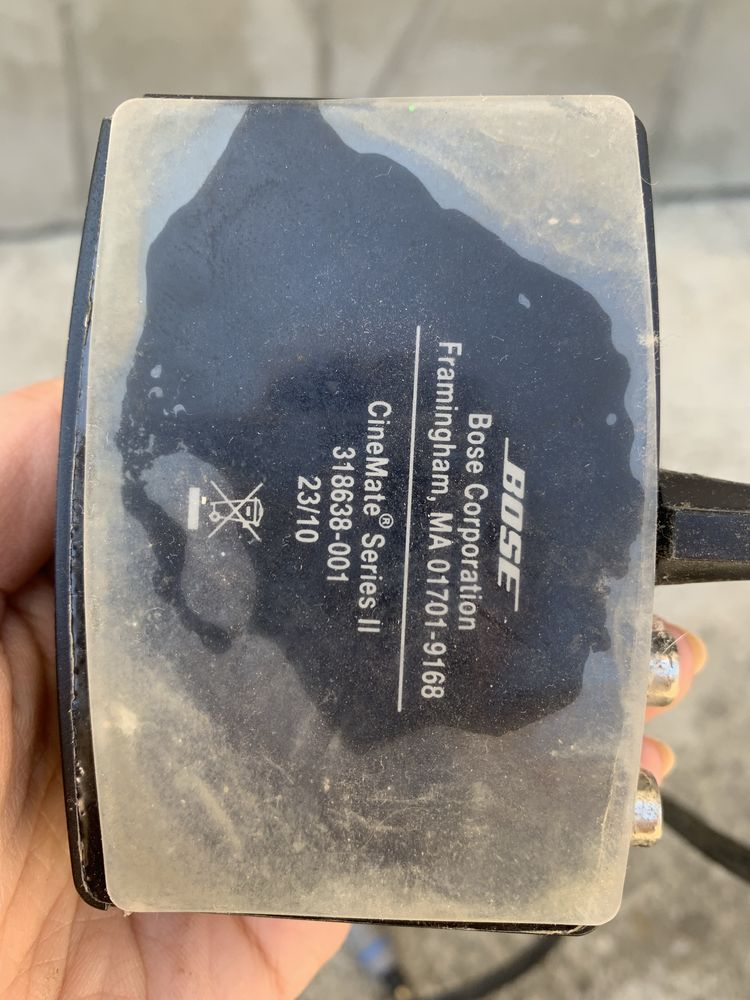 BOSE
Bose Corporation
Framingham, MA 01701-9168
CineMate® Series II
318638-001
23/10